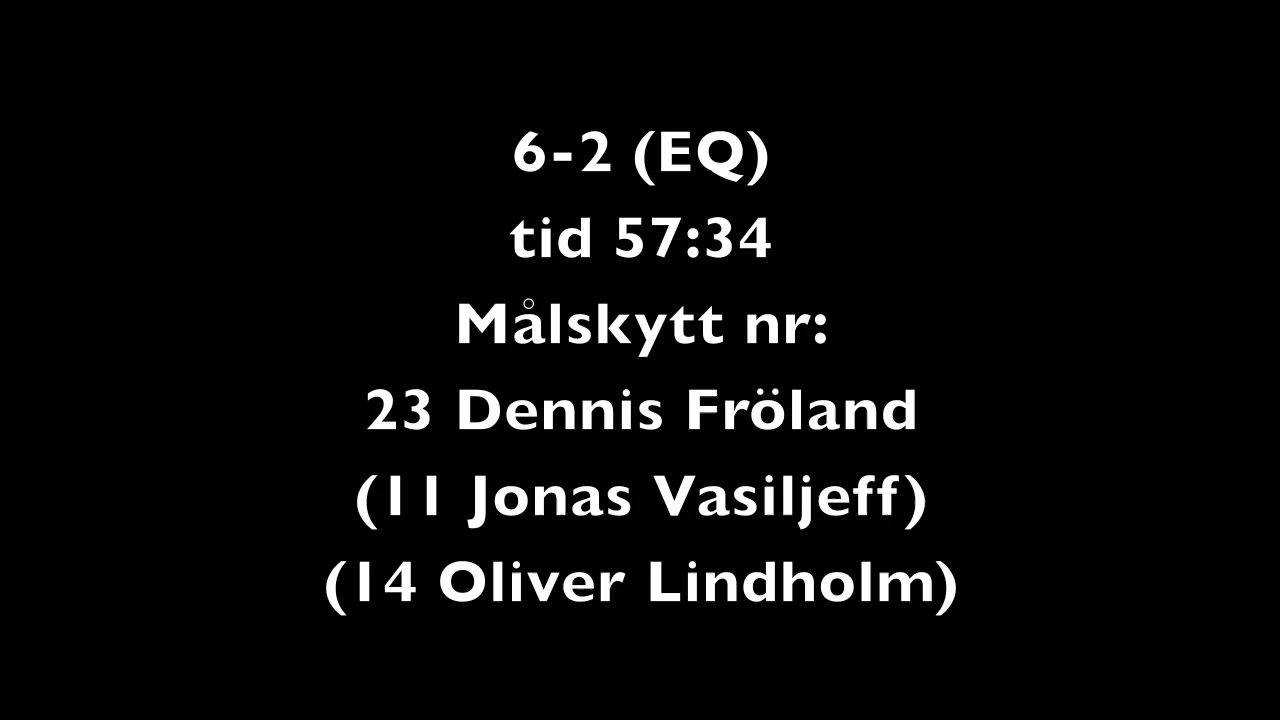 6-2 (EQ)
tid 57:34
Målskytt nr:
23 Dennis Fröland
(11 Jonas Vasiljeff)
(14 Oliver Lindholm)